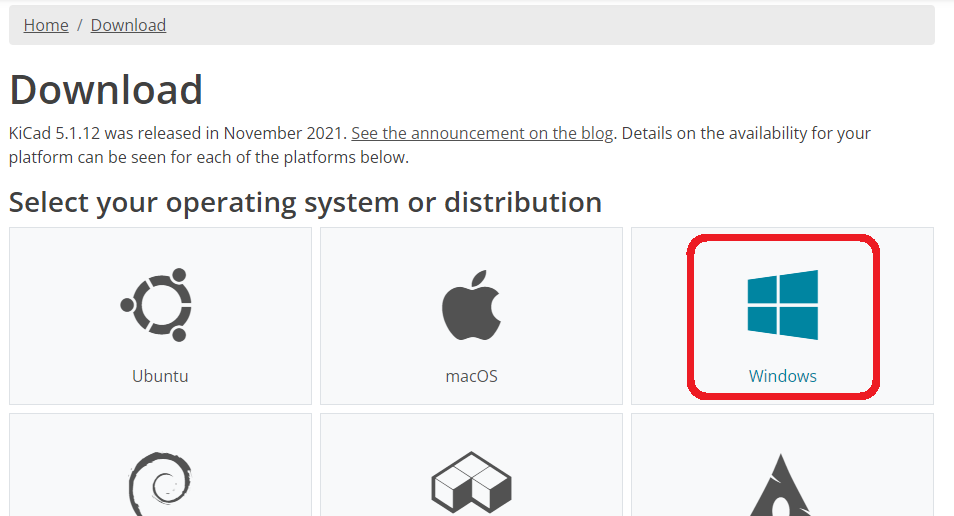 Home / Download
Download
KiCad 5.1.12 was released in November 2021. See the announcement on the blog. Details on the availability for your
platform can be seen for each of the platforms below.
Select your operating system or distribution
Ubuntu
macOS
Windows